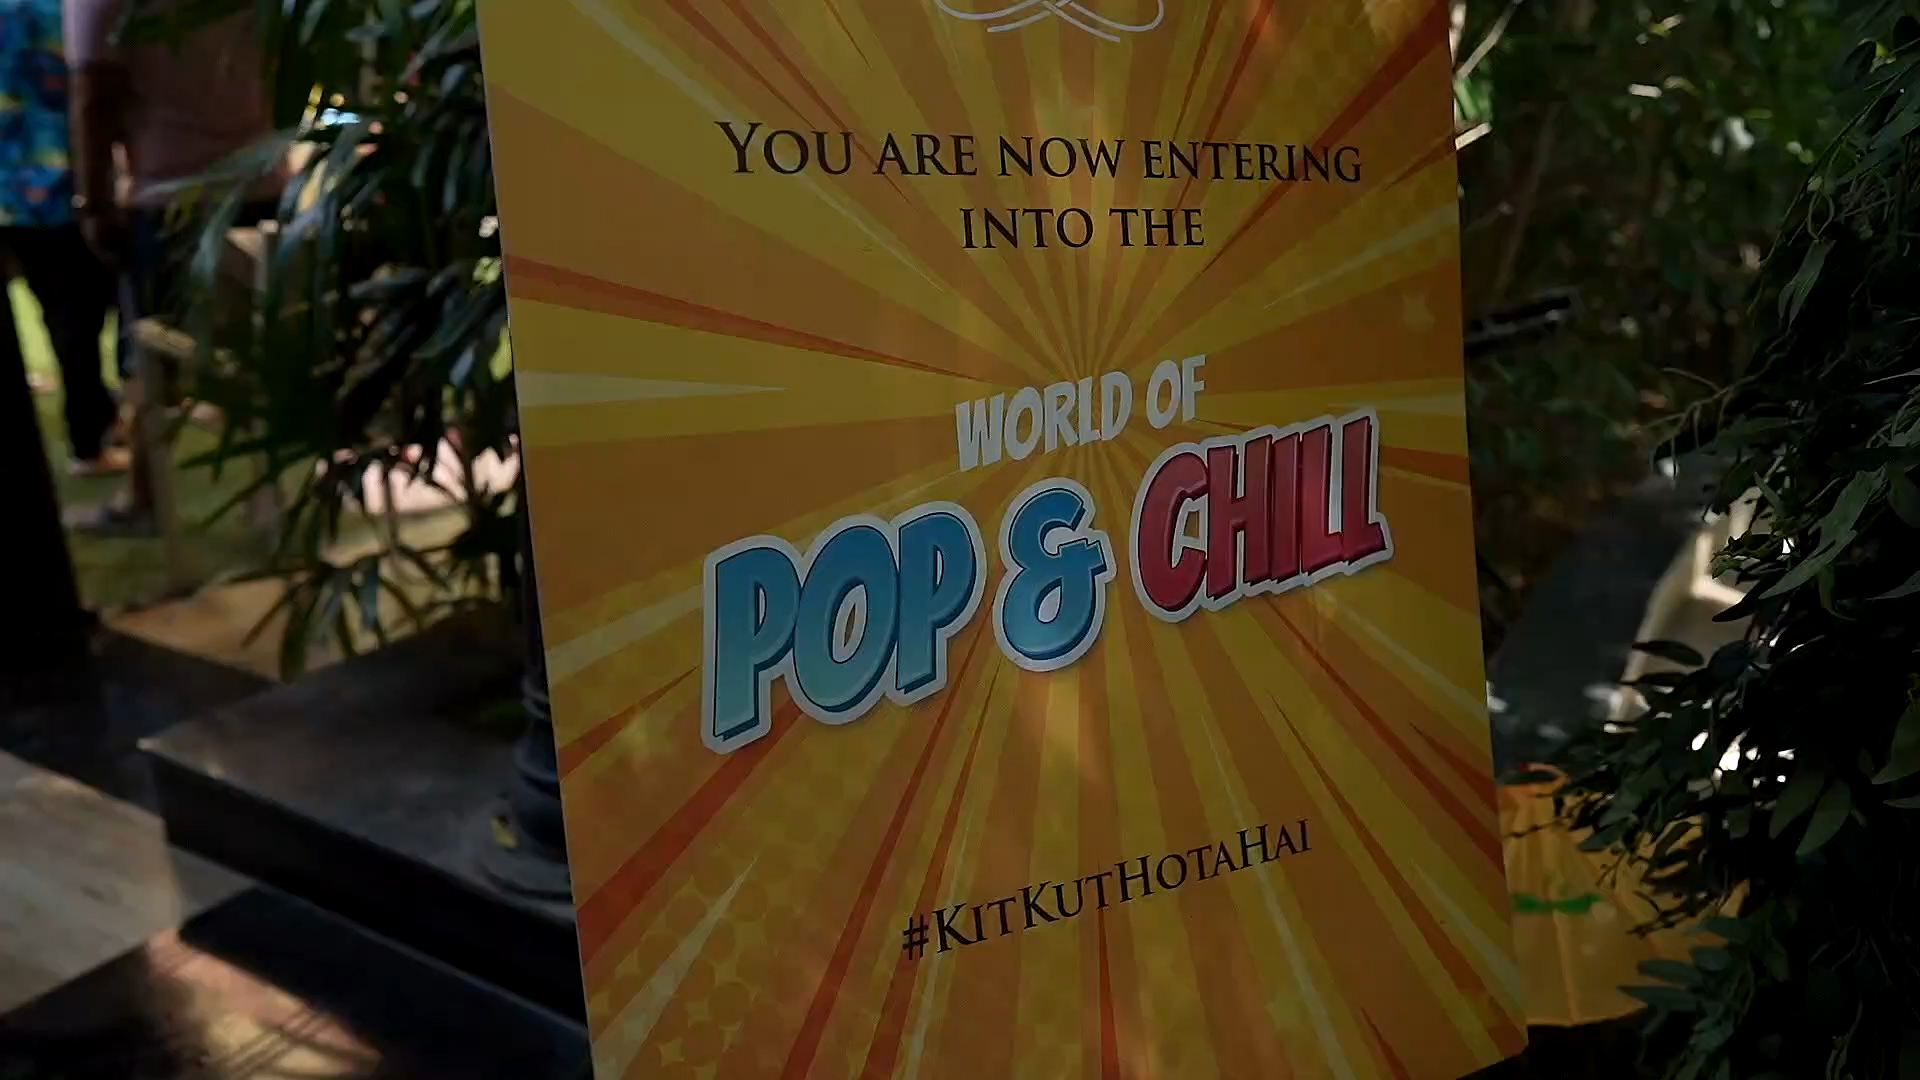 YOU ARE NOW ENTERING
INTO THE
WORLD OF
POP & CHILL
#KITKUTHOTAHAI